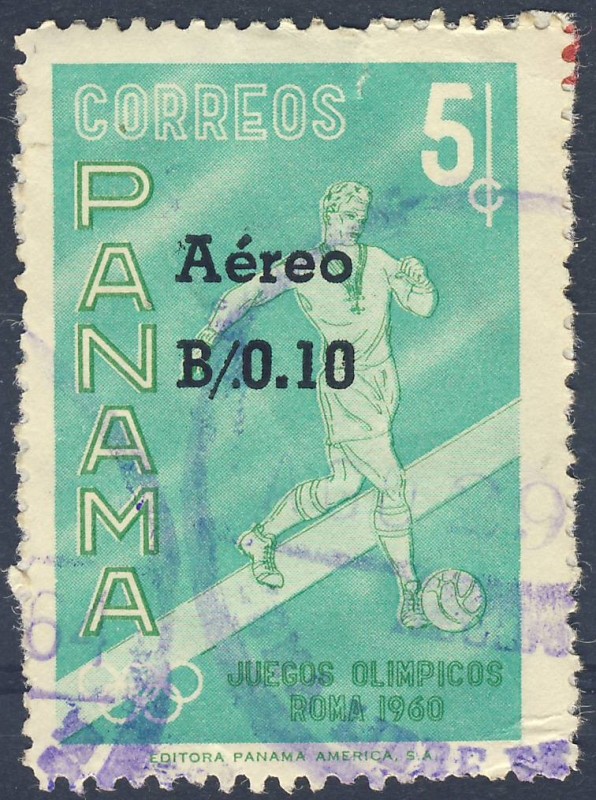 CORREOS
5¢
PANAMA
Aéreo
B/.0.10
JUEGOS OLIMPICOS
ROMA 1960
EDITORA PANAMA AMERICA, S.A.